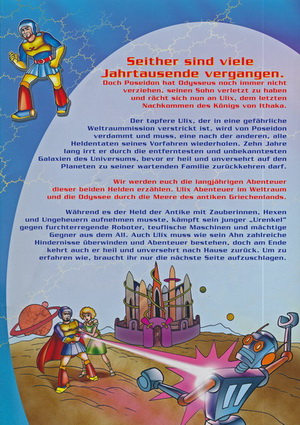 Seither sind viele
Jahrtausende vergangen.
Doch Poseidon hat Odysseus noch immer nicht
verziehen, seinen Sohn verletzt zu haben
und rächt sich nun an Ulix, dem letzten
Nachkommen des Königs von Ithaka.
Der tapfere Ulix, der in eine gefährliche
Weltraummission verstrickt ist, wird von Poseidon
verdammt und muss, eine nach der anderen, alle
Heldentaten seines Vorfahren wiederholen. Zehn Jahre
lang irrt er durch die entferntesten und unbekanntesten
Galaxien des Universums, bevor er heil und unversehrt auf den
Planeten zu seiner wartenden Familie zurückkehren darf.
Wir werden euch die langjährigen Abenteuer
dieser beiden Helden erzählen. Ulix Abenteuer im Weltraum
und die Odyssee durch die Meere des antiken Griechenlands.
Während es der Held der Antike mit Zauberinnen, Hexen
und Ungeheuern aufnehmen musste, kämpft sein junger „Urenkel"
gegen furchterregende Roboter, teuflische Maschinen und mächtige
Gegner aus dem All. Auch Ulix muss wie sein Ahn zahlreiche
Hindernisse überwinden und Abenteuer bestehen, doch am Ende
kehrt auch er heil und unversehrt nach Hause zurück. Um zu
erfahren wie, braucht ihr nur die nächste Seite aufzuschlagen.